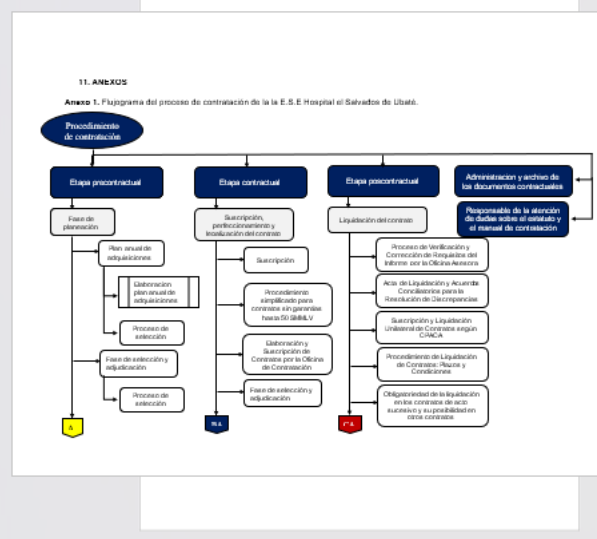 11. ANEXOS
Anexo 1. Flujograma del proceso de contratación de la la E.S.E Hospital el Salvados de Ubaté.
Procedimiento
de contratación
Etapa precontractual
Etapa contractual
Etapa poscontractual
Administracion y archivo de
los documentos contractuales
Responsable de la atención
de dudas sobre el estatuto y
el manual de contratación
Fase de
planeación
Plan anual de
adquisiciones
Elaboración
plan anual de
adquisiciones
Proceso de
selección
Fase de selección y
adjudicación
Proceso de
selección
A
Suscripción,
perfeccionamiento y
legalización del contrato
Suscripción
Procedimiento
simplificado para
contratos sin garantías
hasta 50 SMMLV
Elaboración y
Suscripción de
Contratos por la Oficina
de Contratación
Fase de selección y
adjudicación
Liquidación del contrato
Proceso de Verificación y
Corrección de Requisitos del
Informe por la Oficina Asesora
Acta de Liquidación y Acuerdos
Conciliatorios para la
Resolución de Discrepancias
Suscripción y Liquidación
Unilateral de Contratos según
CPACA
Procedimiento de Liquidación
de Contratos: Plazos y
Condiciones
Obligatoriedad de la liquidación
en los contratos de acto
sucesivo y su posibilidad en
otros contratos